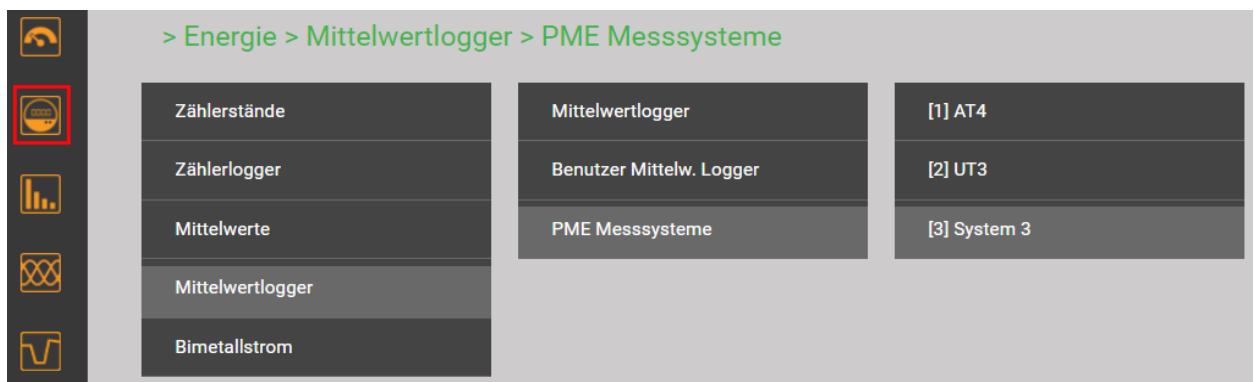 > Energie > Mittelwertlogger > PME Messsysteme
Zählerstände
Zählerlogger
Mittelwerte
Mittelwertlogger
Bimetallstrom
Mittelwertlogger
Benutzer Mittelw. Logger
PME Messsysteme
[1] AT4
[2] UT3
[3] System 3